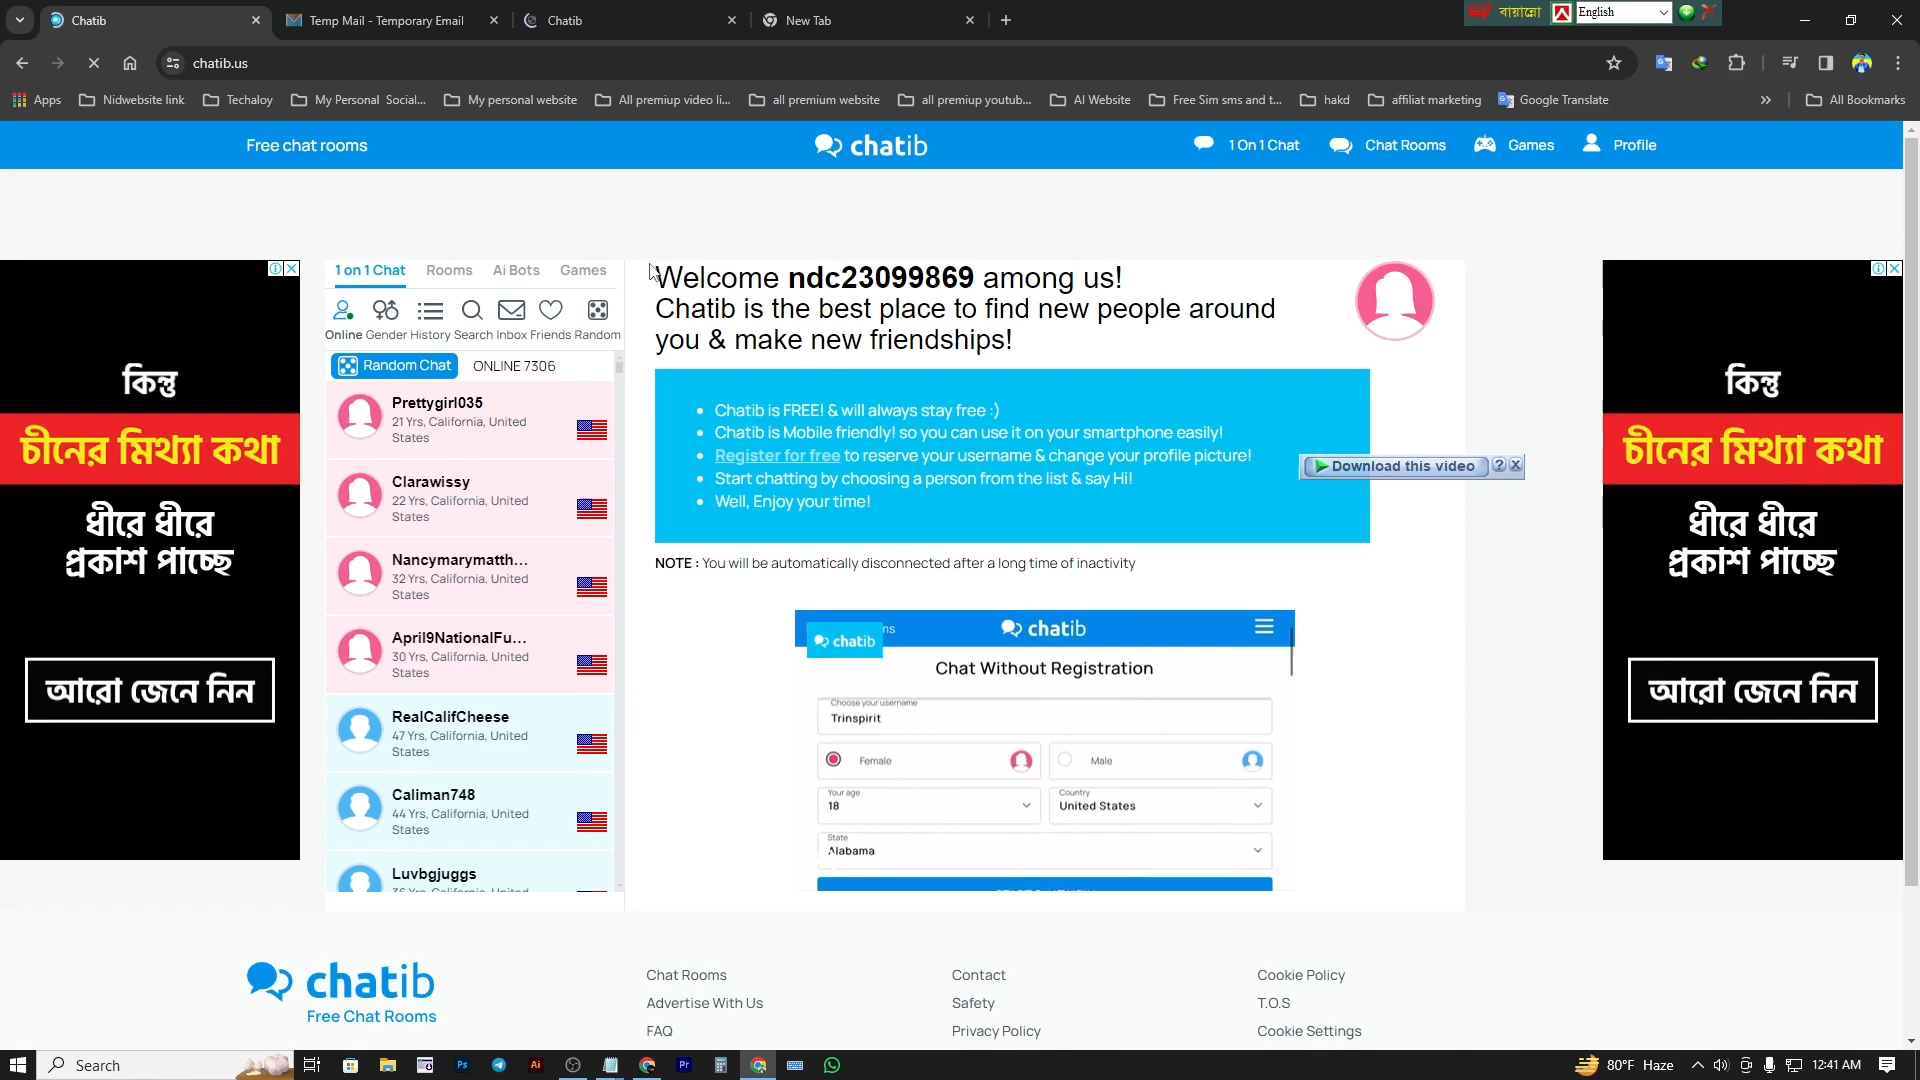 Chatib
Temp Mail - Temporary Email
Chatib
New Tab
বায়ান্নো
English
chatib.us
Apps
Nidwebsite link
Techaloy
My Personal Social...
My personal website
All premiup video li...
all premium website
all premiup youtub...
AI Website
Free Sim sms and t...
hakd
affiliat marketing
Google Translate
»
All Bookmarks
Free chat rooms
chatib
1 On 1 Chat
Chat Rooms
Games
Profile
কিন্তু
চীনের মিথ্যা কথা
ধীরে ধীরে
প্রকাশ পাচ্ছে
আরো জেনে নিন
1 on 1 Chat
Rooms
Ai Bots
Games
Online Gender History Search Inbox Friends Random
Random Chat
ONLINE 7306
Prettygirl035
21 Yrs, California, United
States
Clarawissy
22 Yrs, California, United
States
Nancymarymatth...
32 Yrs, California, United
States
April9NationalFu...
30 Yrs, California, United
States
RealCalifCheese
47 Yrs, California, United
States
Caliman748
44 Yrs, California, United
States
Luvbgjuggs
36 Yrs, California, United
Welcome ndc23099869 among us!
Chatib is the best place to find new people around
you & make new friendships!
• Chatib is FREE! & will always stay free :)
• Chatib is Mobile friendly! so you can use it on your smartphone easily!
• Register for free to reserve your username & change your profile picture!
• Start chatting by choosing a person from the list & say Hi!
• Well, Enjoy your time!
Download this video
?
NOTE : You will be automatically disconnected after a long time of inactivity
chatib
ms
chatib
Chat Without Registration
Choose your username
Trinspirit
Female
Male
Your age
18
Country
United States
State
Alabama
কিন্তু
চীনের মিথ্যা কথা
ধীরে ধীরে
প্রকাশ পাচ্ছে
আরো জেনে নিন
chatib
Free Chat Rooms
Chat Rooms
Advertise With Us
FAQ
Contact
Safety
Privacy Policy
Cookie Policy
T.O.S
Cookie Settings
Search
Ps
Ai
Pr
80°F Haze
12:41 AM